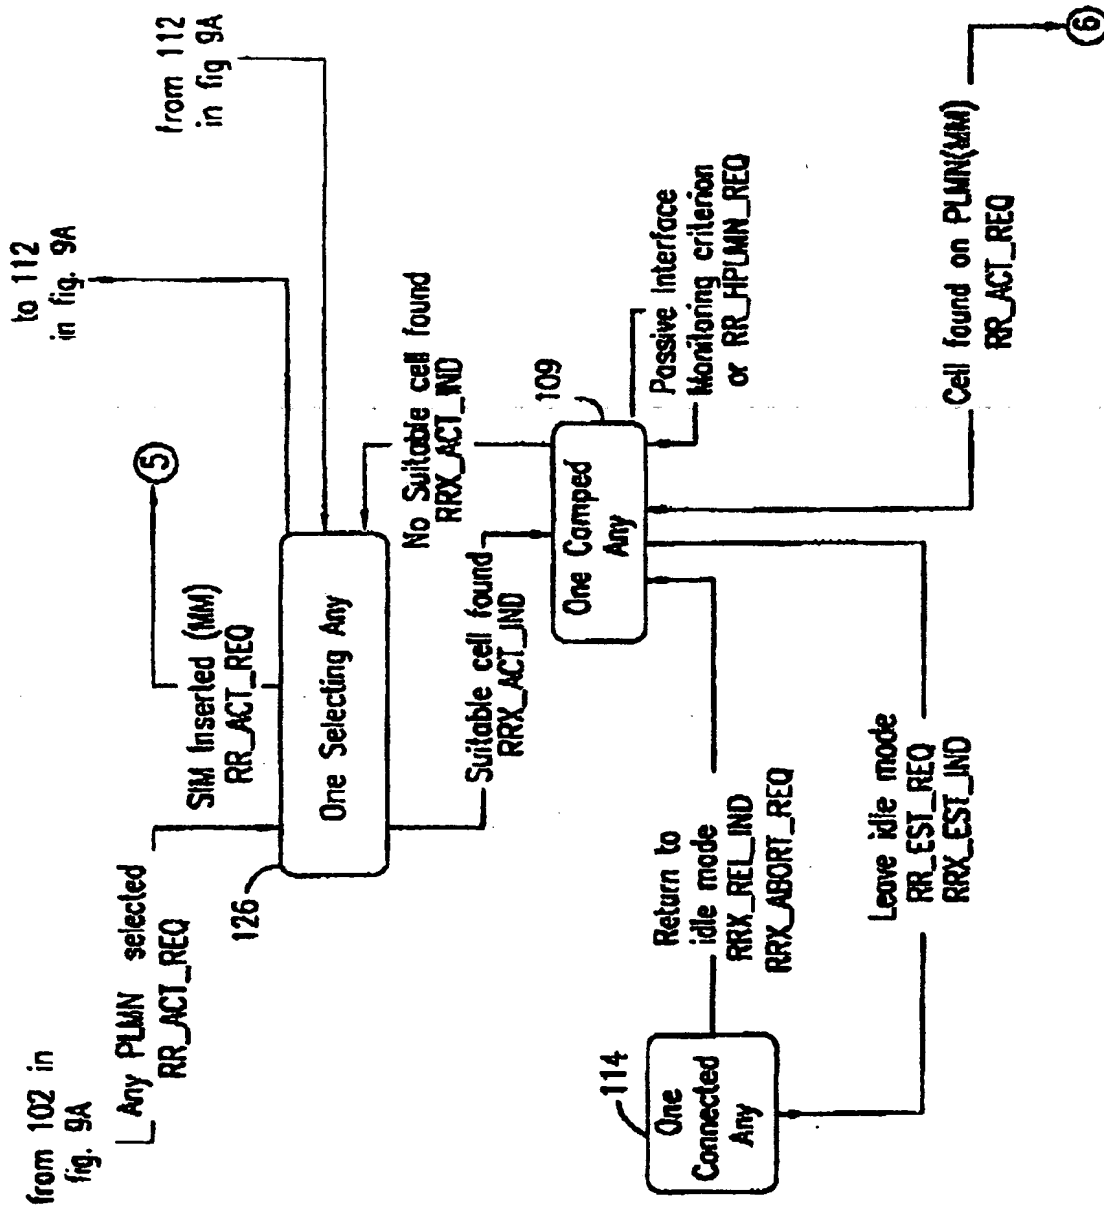 from 102 in
fig. 9A
Any PLMN selected
RR_ACT_REQ
126
SIM Inserted (MM)
RR_ACT_REQ
5
to 112
in fig. 9A
from 112
in fig 9A
One Selecting Any
Suitable cell found
RRX_ACT_IND
No Suitable cell found
RRX_ACT_IND
109
One Camped
Any
Passive Interface
Monitoring criterion
or RR_HPLMN_REQ
114
One
Connected
Any
Return to
idle mode
RRX_REL_IND
RRX_ABORT_REQ
Leave idle mode
RR_EST_REQ
RRX_EST_IND
Cell found on PLMN(MM)
RR_ACT_REQ
6